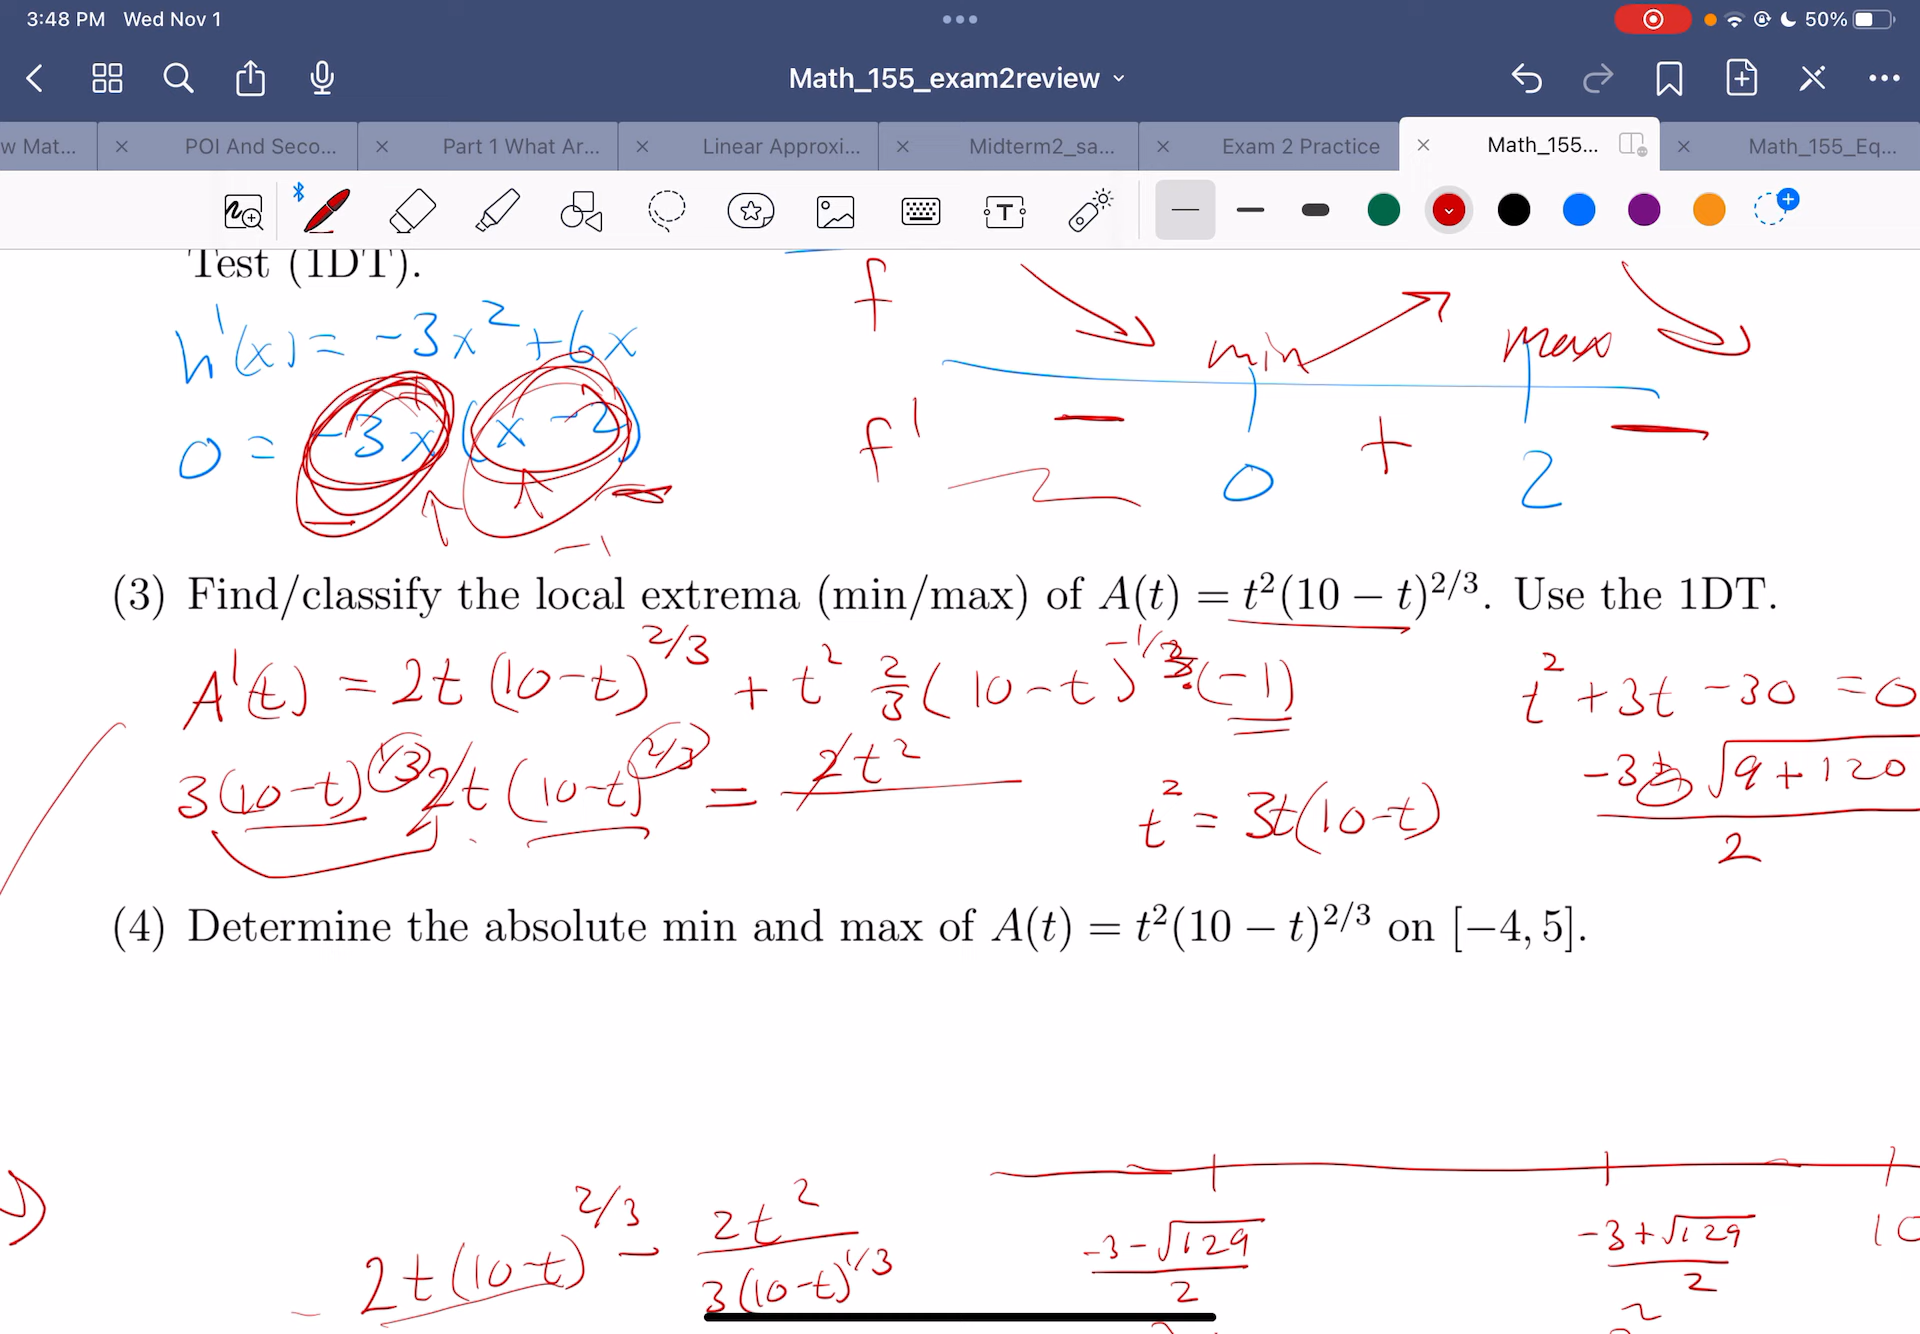 3:48 PM Wed Nov 1
50%
Math_155_exam2review
w Mat...
POI And Seco...
Part 1 What Ar...
Linear Approxi...
Midterm2_sa...
Exam 2 Practice
Math_155...
Math_155_Eq...
Test (1DT).
f
min
max
h'(x) = -3x² + 6x
0 = -3x(x - 2)
f' − 0 + 2 −
-1
(3) Find/classify the local extrema (min/max) of A(t) = t²(10 − t)^{2/3}. Use the 1DT.
A'(t) = 2t (10-t)^{2/3} + t² 2/3 (10-t)^{-1/3} · (-1)
t² + 3t - 30 = 0
3(10-t)^{1/3} 2t (10-t)^{2/3} = 2t²
t² = 3t(10-t)
-3 ± √9+120
2
(4) Determine the absolute min and max of A(t) = t²(10 − t)^{2/3} on [−4, 5].
2t(10-t)^{2/3} − 2t² / 3(10-t)^{1/3}
-3-√129 / 2
-3+√129 / 2